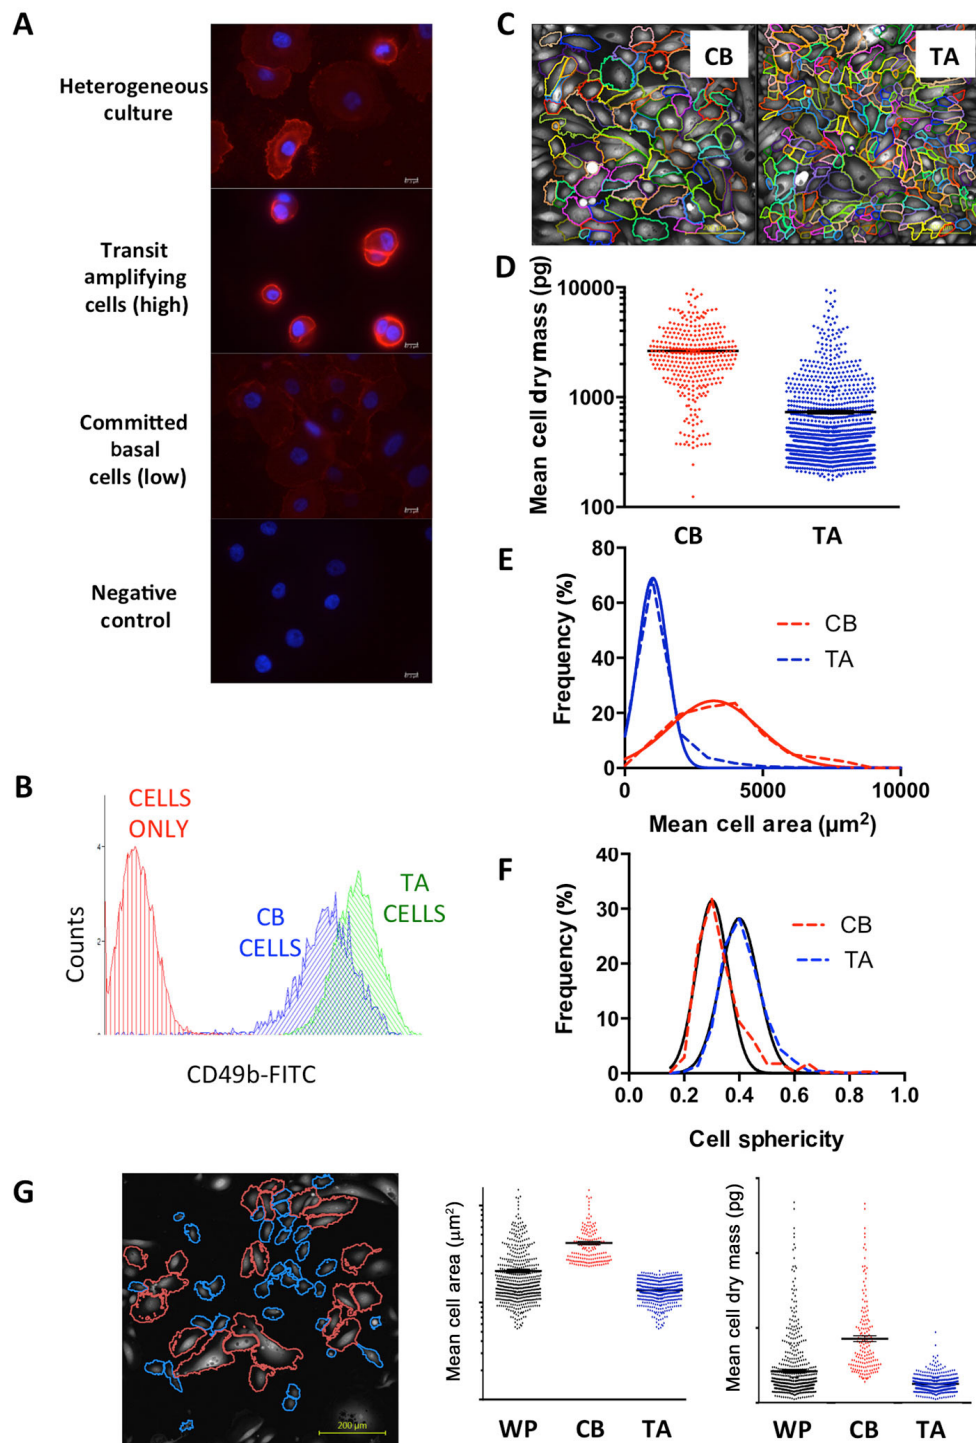 A
Heterogeneous
culture
Transit
amplifying
cells (high)
Committed
basal
cells (low)
Negative
control
B
CELLS
ONLY
CB
CELLS
TA
CELLS
4
2
Counts
CD49b-FITC
C
CB
TA
D
Mean cell dry mass (pg)
10000
1000
100
CB
TA
E
Frequency (%)
80
60
40
20
0
CB
TA
0
5000
10000
Mean cell area (µm²)
F
Frequency (%)
40
30
20
10
0
CB
TA
0.0
0.2
0.4
0.6
0.8
1.0
Cell sphericity
G
200 µm
Mean cell area (µm²)
WP
CB
TA
Mean cell dry mass (pg)
WP
CB
TA